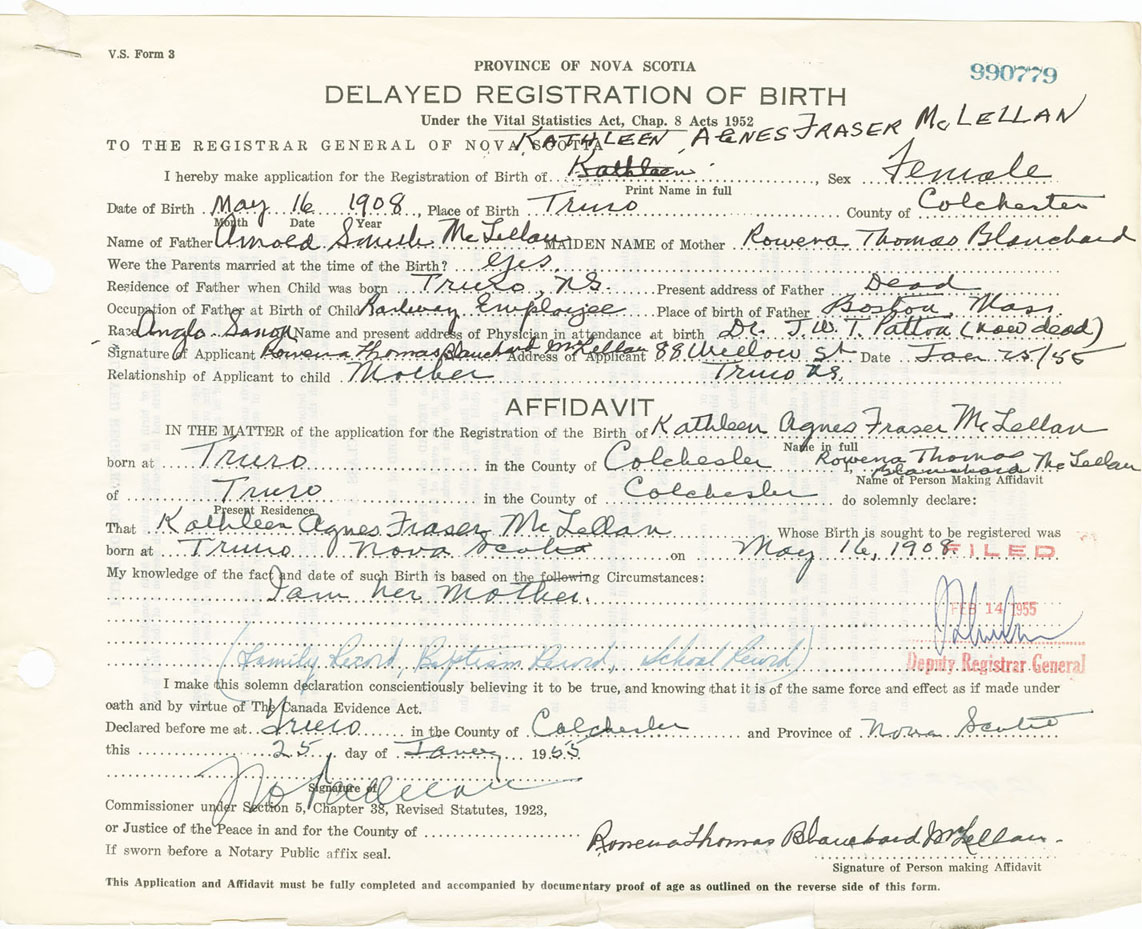 V.S. Form 3
PROVINCE OF NOVA SCOTIA
990779
DELAYED REGISTRATION OF BIRTH
Under the Vital Statistics Act, Chap. 8 Acts 1952
KATHLEEN AGNES FRASER McLELLAN
TO THE REGISTRAR GENERAL OF NOVA SCOTIA
I hereby make application for the Registration of Birth of Kathleen, Sex Female
Print Name in full
Date of Birth May 16 1908, Place of Birth Truro County of Colchester
Month Date Year
Name of Father Arnold Smith McLellan MAIDEN NAME of Mother Rowena Thomas Blanchard
Were the Parents married at the time of the Birth? yes
Residence of Father when Child was born Truro, N.S. Present address of Father Dead
Occupation of Father at Birth of Child Railway Employee Place of birth of Father Boston, Mass.
Race Anglo Saxon Name and present address of Physician in attendance at birth Dr. J. W. T. Patton (now dead)
Signature of Applicant Rowena Thomas Blanchard McLellan Address of Applicant 88 Willow St Date Jan 25/55
Relationship of Applicant to child Mother Truro N.S.
AFFIDAVIT
IN THE MATTER of the application for the Registration of the Birth of Kathleen Agnes Fraser McLellan
Name in full
born at Truro in the County of Colchester I, Rowena Thomas Blanchard McLellan
Name of Person Making Affidavit
of Truro in the County of Colchester do solemnly declare:
Present Residence
That Kathleen Agnes Fraser McLellan Whose Birth is sought to be registered was
born at Truro Nova Scotia on May 16, 1908
FILED
My knowledge of the fact and date of such Birth is based on the following Circumstances:
I am her mother.
FEB 14 1955
(Family Record, Baptism Record, School Record)
Deputy Registrar General
I make this solemn declaration conscientiously believing it to be true, and knowing that it is of the same force and effect as if made under
oath and by virtue of The Canada Evidence Act.
Declared before me at Truro in the County of Colchester and Province of Nova Scotia
this 25 day of Janery 1955
Signature of
Commissioner under Section 5, Chapter 38, Revised Statutes, 1923,
or Justice of the Peace in and for the County of
Rowena Thomas Blanchard McLellan.
If sworn before a Notary Public affix seal.
Signature of Person making Affidavit
This Application and Affidavit must be fully completed and accompanied by documentary proof of age as outlined on the reverse side of this form.